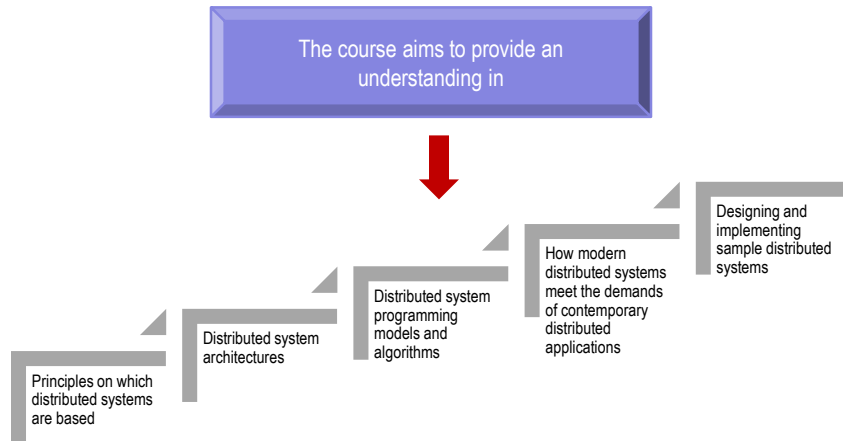 The course aims to provide an
understanding in
Principles on which
distributed systems
are based
Distributed system
architectures
Distributed system
programming
models and
algorithms
How modern
distributed systems
meet the demands
of contemporary
distributed
applications
Designing and
implementing
sample distributed
systems